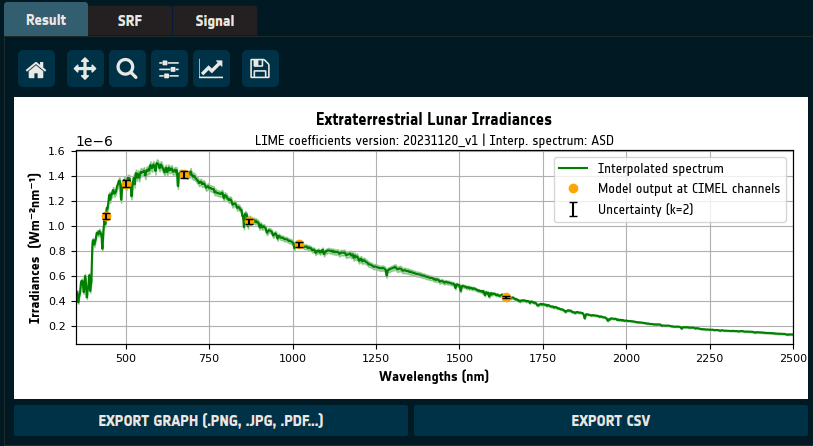 Result SRF Signal
Extraterrestrial Lunar Irradiances
LIME coefficients version: 20231120_v1 | Interp. spectrum: ASD
1e−6
Interpolated spectrum
Model output at CIMEL channels
Uncertainty (k=2)
1.6
1.4
1.2
1.0
0.8
0.6
0.4
0.2
Irradiances (Wm⁻²nm⁻¹)
500 750 1000 1250 1500 1750 2000 2250 2500
Wavelengths (nm)
EXPORT GRAPH (.PNG, .JPG, .PDF...) EXPORT CSV